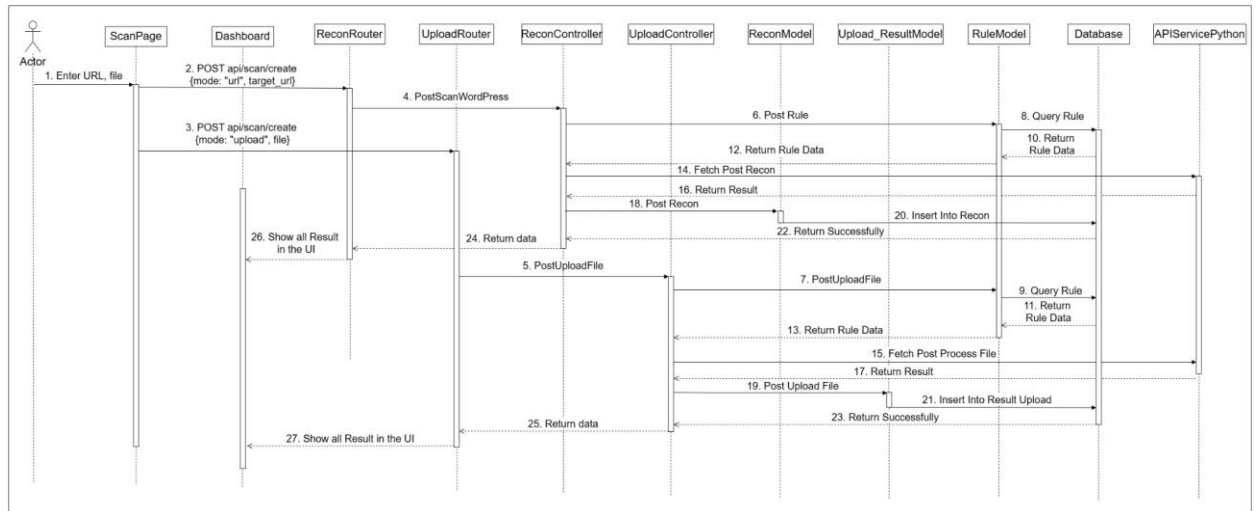 ScanPage
Dashboard
ReconRouter
UploadRouter
ReconController
UploadController
ReconModel
Upload_ResultModel
RuleModel
Database
APIServicePython
Actor
1. Enter URL, file
2. POST api/scan/create
{mode: "url", target_url}
4. PostScanWordPress
6. Post Rule
8. Query Rule
3. POST api/scan/create
{mode: "upload", file}
10. Return
Rule Data
12. Return Rule Data
14. Fetch Post Recon
16. Return Result
18. Post Recon
20. Insert Into Recon
22. Return Successfully
24. Return data
26. Show all Result
in the UI
5. PostUploadFile
7. PostUploadFile
9. Query Rule
11. Return
Rule Data
13. Return Rule Data
15. Fetch Post Process File
17. Return Result
19. Post Upload File
21. Insert Into Result Upload
23. Return Successfully
25. Return data
27. Show all Result in the UI